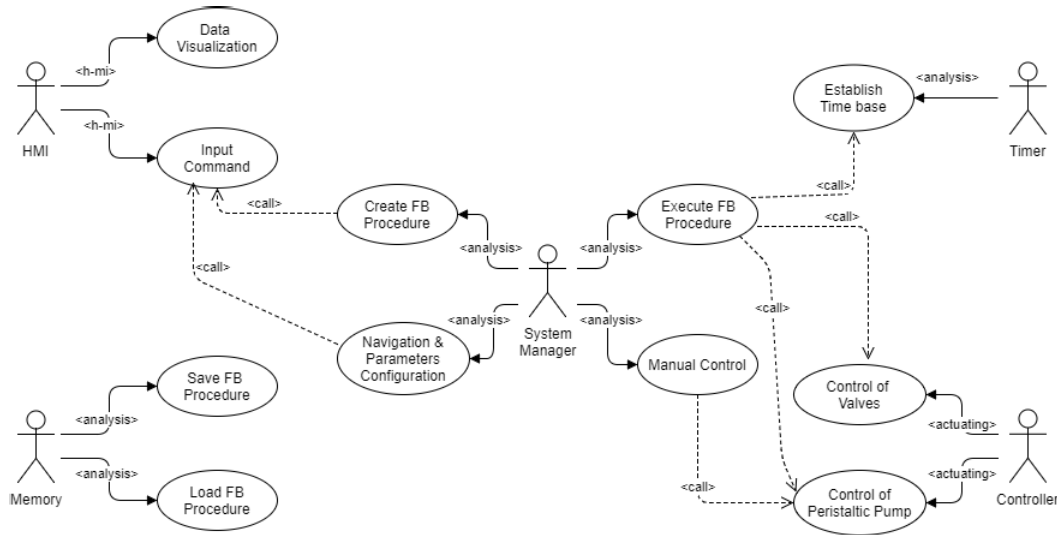 Data
Visualization
<h-mi>
HMI
<h-mi>
Input
Command
Establish
Time base
<analysis>
Timer
<call>
Create FB
Procedure
<call>
Execute FB
Procedure
<call>
<call>
<analysis>
<analysis>
<call>
System
Manager
<call>
<analysis>
<analysis>
Navigation &
Parameters
Configuration
Manual Control
Save FB
Procedure
<analysis>
Memory
<analysis>
Load FB
Procedure
Control of
Valves
<actuating>
<actuating>
Controller
<call>
Control of
Peristaltic Pump